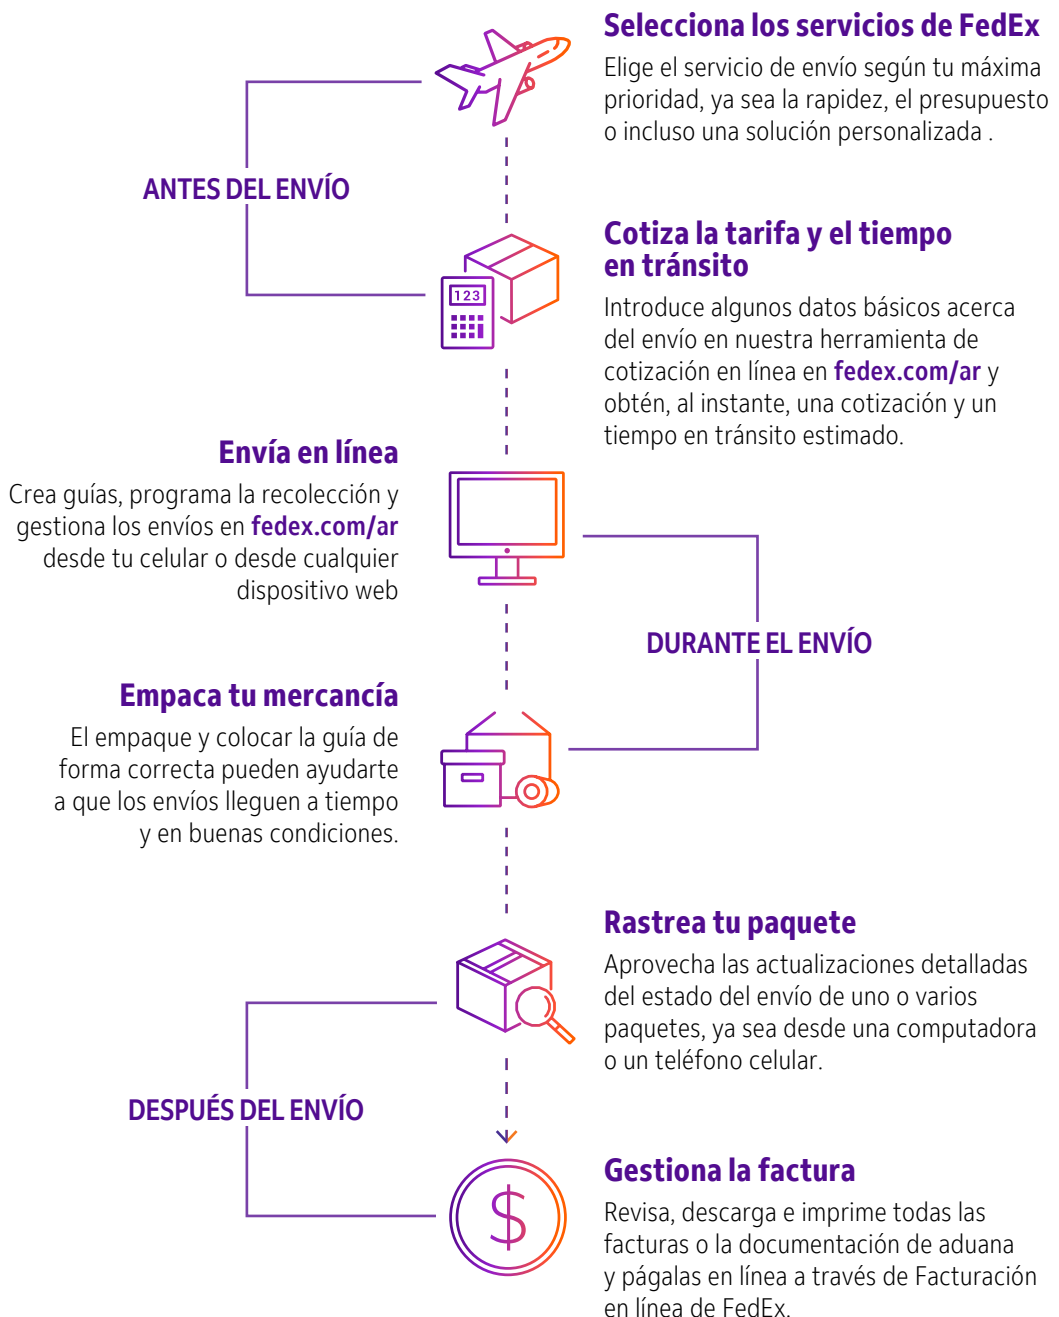 Selecciona los servicios de FedEx
Elige el servicio de envío según tu máxima
prioridad, ya sea la rapidez, el presupuesto
o incluso una solución personalizada .
ANTES DEL ENVÍO
Cotiza la tarifa y el tiempo
en tránsito
Introduce algunos datos básicos acerca
del envío en nuestra herramienta de
cotización en línea en fedex.com/ar y
obtén, al instante, una cotización y un
tiempo en tránsito estimado.
123
Envía en línea
Crea guías, programa la recolección y
gestiona los envíos en fedex.com/ar
desde tu celular o desde cualquier
dispositivo web
DURANTE EL ENVÍO
Empaca tu mercancía
El empaque y colocar la guía de
forma correcta pueden ayudarte
a que los envíos lleguen a tiempo
y en buenas condiciones.
Rastrea tu paquete
Aprovecha las actualizaciones detalladas
del estado del envío de uno o varios
paquetes, ya sea desde una computadora
o un teléfono celular.
DESPUÉS DEL ENVÍO
$
Gestiona la factura
Revisa, descarga e imprime todas las
facturas o la documentación de aduana
y págalas en línea a través de Facturación
en línea de FedEx.